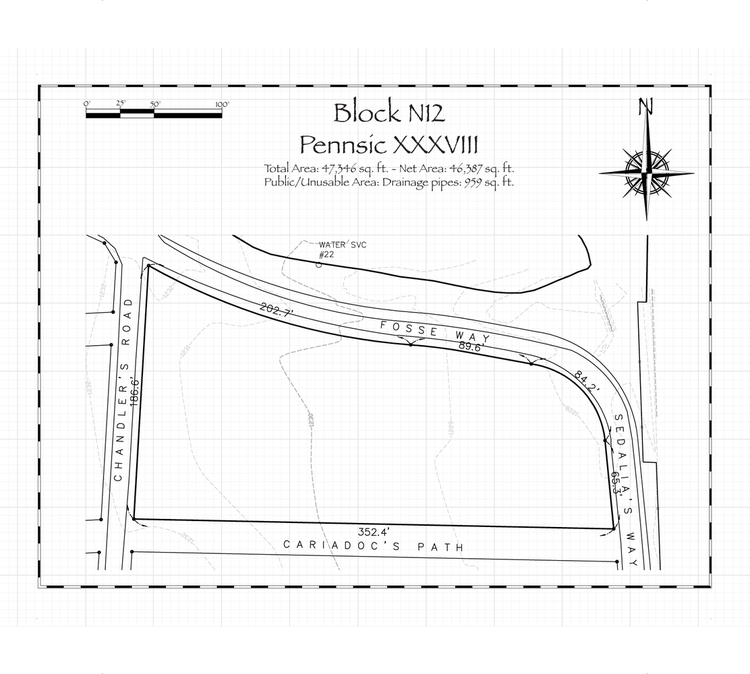 0' 25' 50' 100'
Block N12
Pennsic XXXVIII
Total Area: 47,346 sq. ft. - Net Area: 46,387 sq. ft.
Public/Unusable Area: Drainage pipes: 959 sq. ft.
N
WATER SVC
#22
202.7'
FOSSE WAY
89.6'
84.2'
CHANDLER'S ROAD
186.6'
SEDALIA'S WAY
65.3'
352.4'
CARIADOC'S PATH